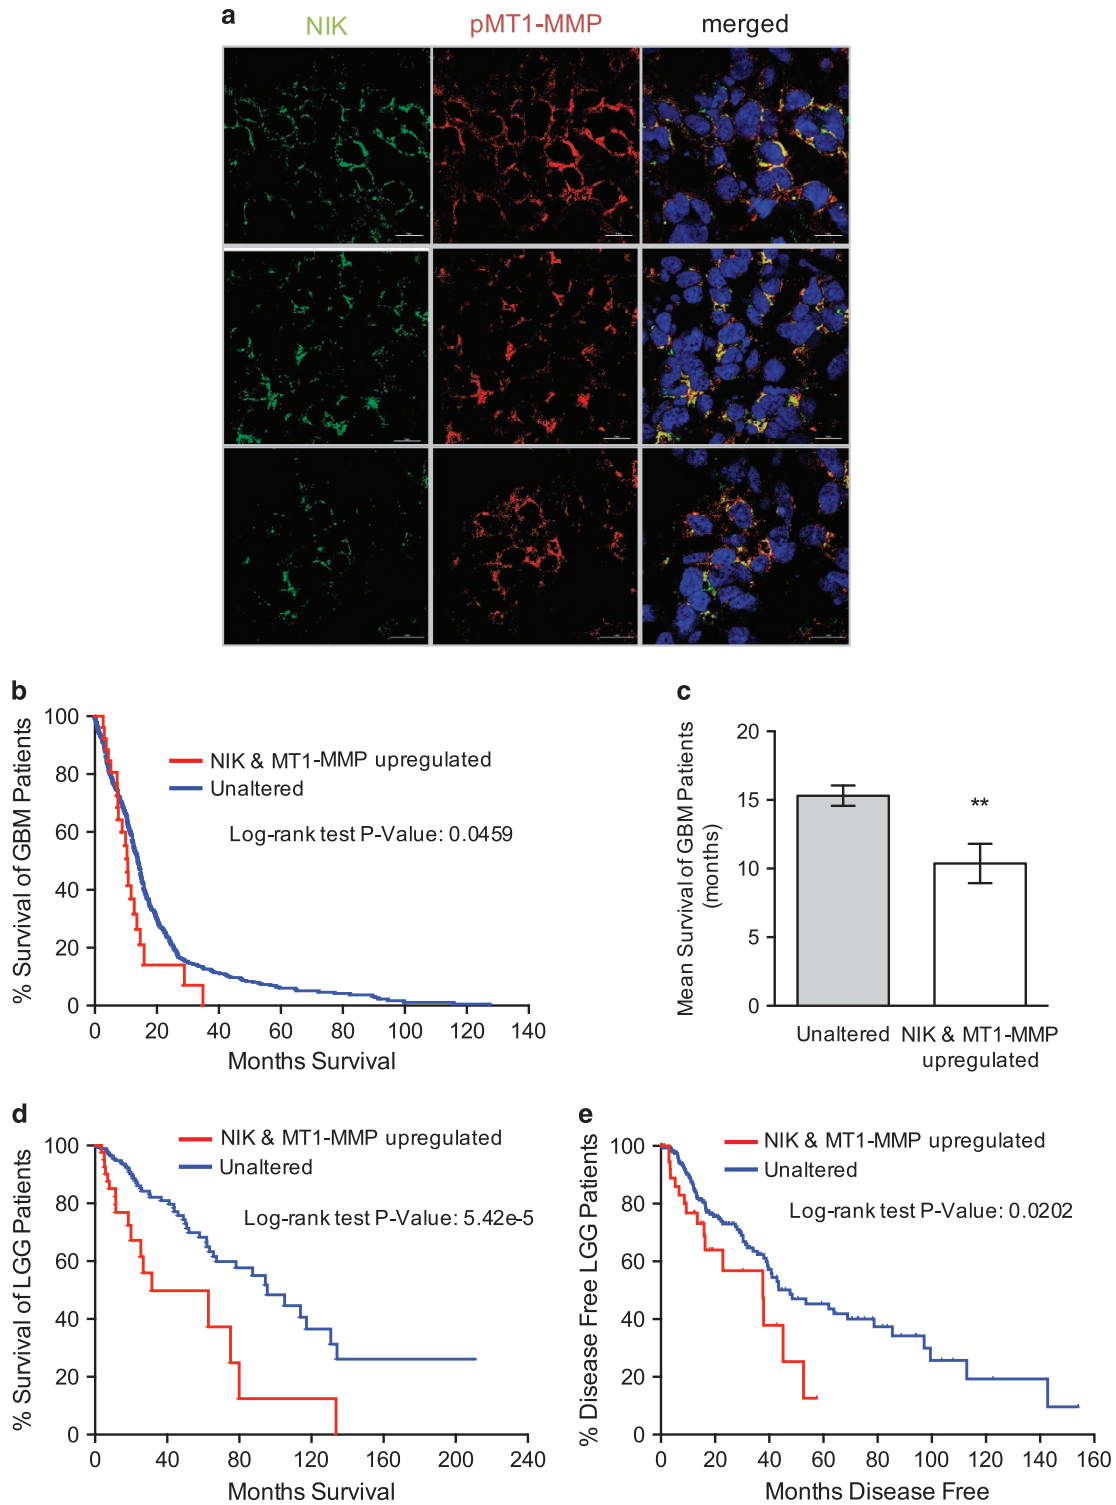 a
NIK pMT1-MMP merged
b
% Survival of GBM Patients
100
80
60
40
20
0
NIK & MT1-MMP upregulated
Unaltered
Log-rank test P-Value: 0.0459
0 20 40 60 80 100 120 140
Months Survival
c
Mean Survival of GBM Patients
(months)
20
15
10
5
0
**
Unaltered NIK & MT1-MMP
upregulated
d
% Survival of LGG Patients
100
80
60
40
20
0
NIK & MT1-MMP upregulated
Unaltered
Log-rank test P-Value: 5.42e-5
0 40 80 120 160 200 240
Months Survival
e
% Disease Free LGG Patients
100
80
60
40
20
0
NIK & MT1-MMP upregulated
Unaltered
Log-rank test P-Value: 0.0202
0 20 40 60 80 100 120 140 160
Months Disease Free